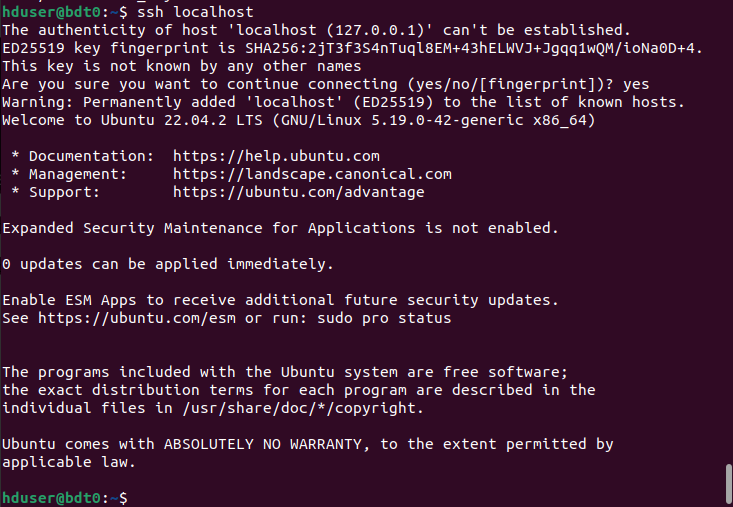 hduser@bdt0:~$ ssh localhost
The authenticity of host 'localhost (127.0.0.1)' can't be established.
ED25519 key fingerprint is SHA256:2jT3f3S4nTuql8EM+43hELWVJ+Jgqq1wQM/ioNa0D+4.
This key is not known by any other names
Are you sure you want to continue connecting (yes/no/[fingerprint])? yes
Warning: Permanently added 'localhost' (ED25519) to the list of known hosts.
Welcome to Ubuntu 22.04.2 LTS (GNU/Linux 5.19.0-42-generic x86_64)
* Documentation:  https://help.ubuntu.com
* Management:     https://landscape.canonical.com
* Support:        https://ubuntu.com/advantage
Expanded Security Maintenance for Applications is not enabled.
0 updates can be applied immediately.
Enable ESM Apps to receive additional future security updates.
See https://ubuntu.com/esm or run: sudo pro status
The programs included with the Ubuntu system are free software;
the exact distribution terms for each program are described in the
individual files in /usr/share/doc/*/copyright.
Ubuntu comes with ABSOLUTELY NO WARRANTY, to the extent permitted by
applicable law.
hduser@bdt0:~$